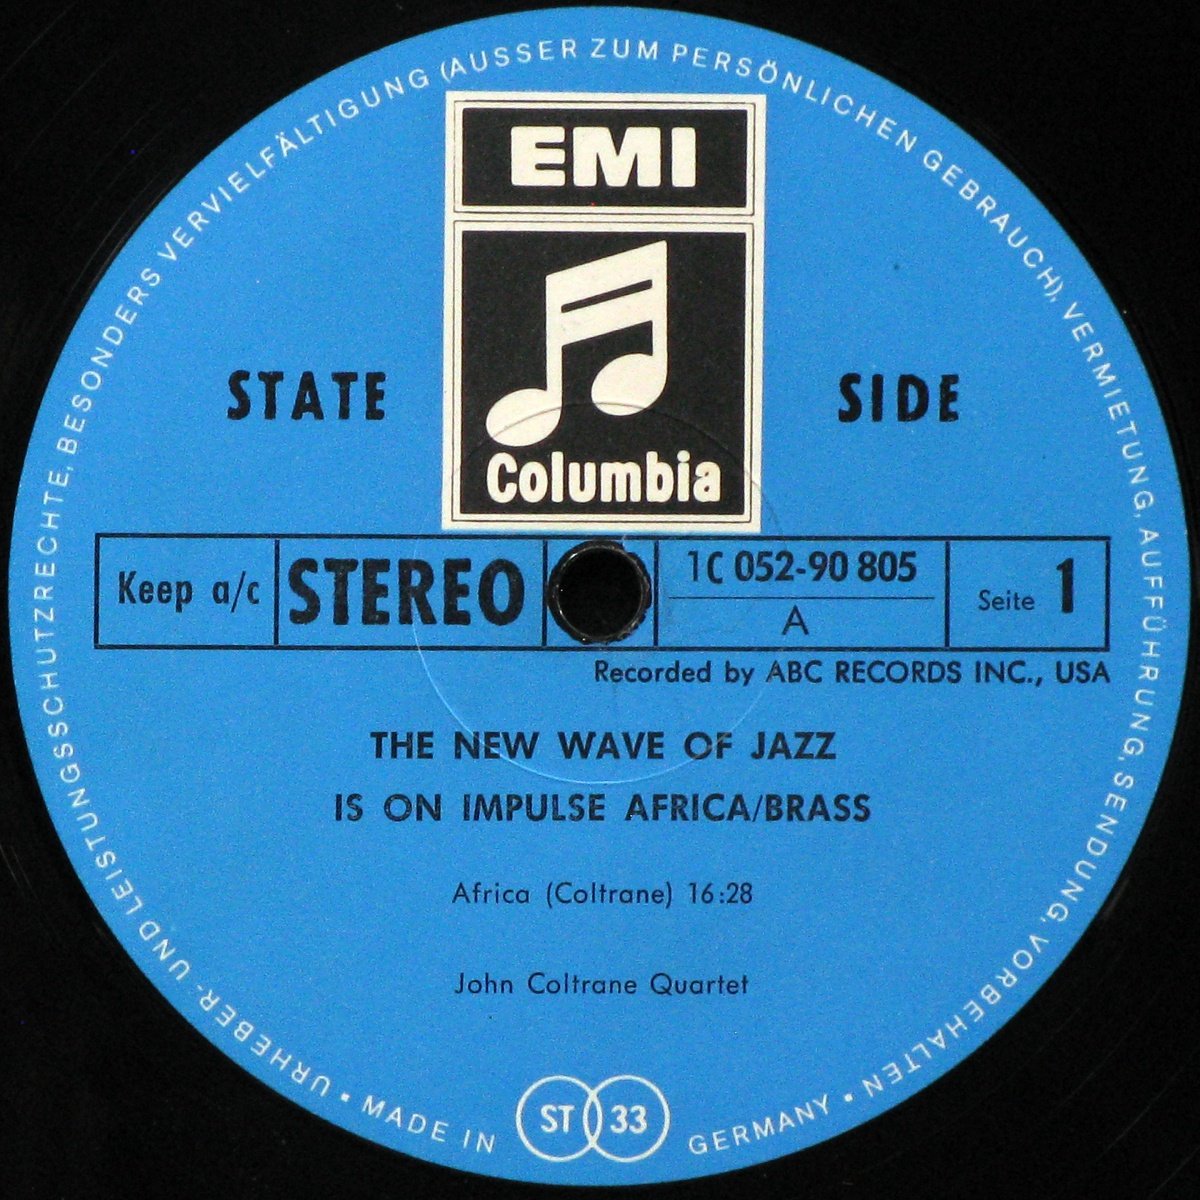 URHEBER- UND LEISTUNGSSCHUTZRECHTE, BESONDERS VERVIELFÄLTIGUNG (AUSSER ZUM PERSÖNLICHEN GEBRAUCH), VERMIETUNG, AUFFÜHRUNG, SENDUNG, VORBEHALTEN
EMI
Columbia
STATE SIDE
Keep a/c STEREO 1C 052-90 805 Seite 1
A
Recorded by ABC RECORDS INC., USA
THE NEW WAVE OF JAZZ
IS ON IMPULSE AFRICA/BRASS
Africa (Coltrane) 16:28
John Coltrane Quartet
• MADE IN ST 33 GERMANY •